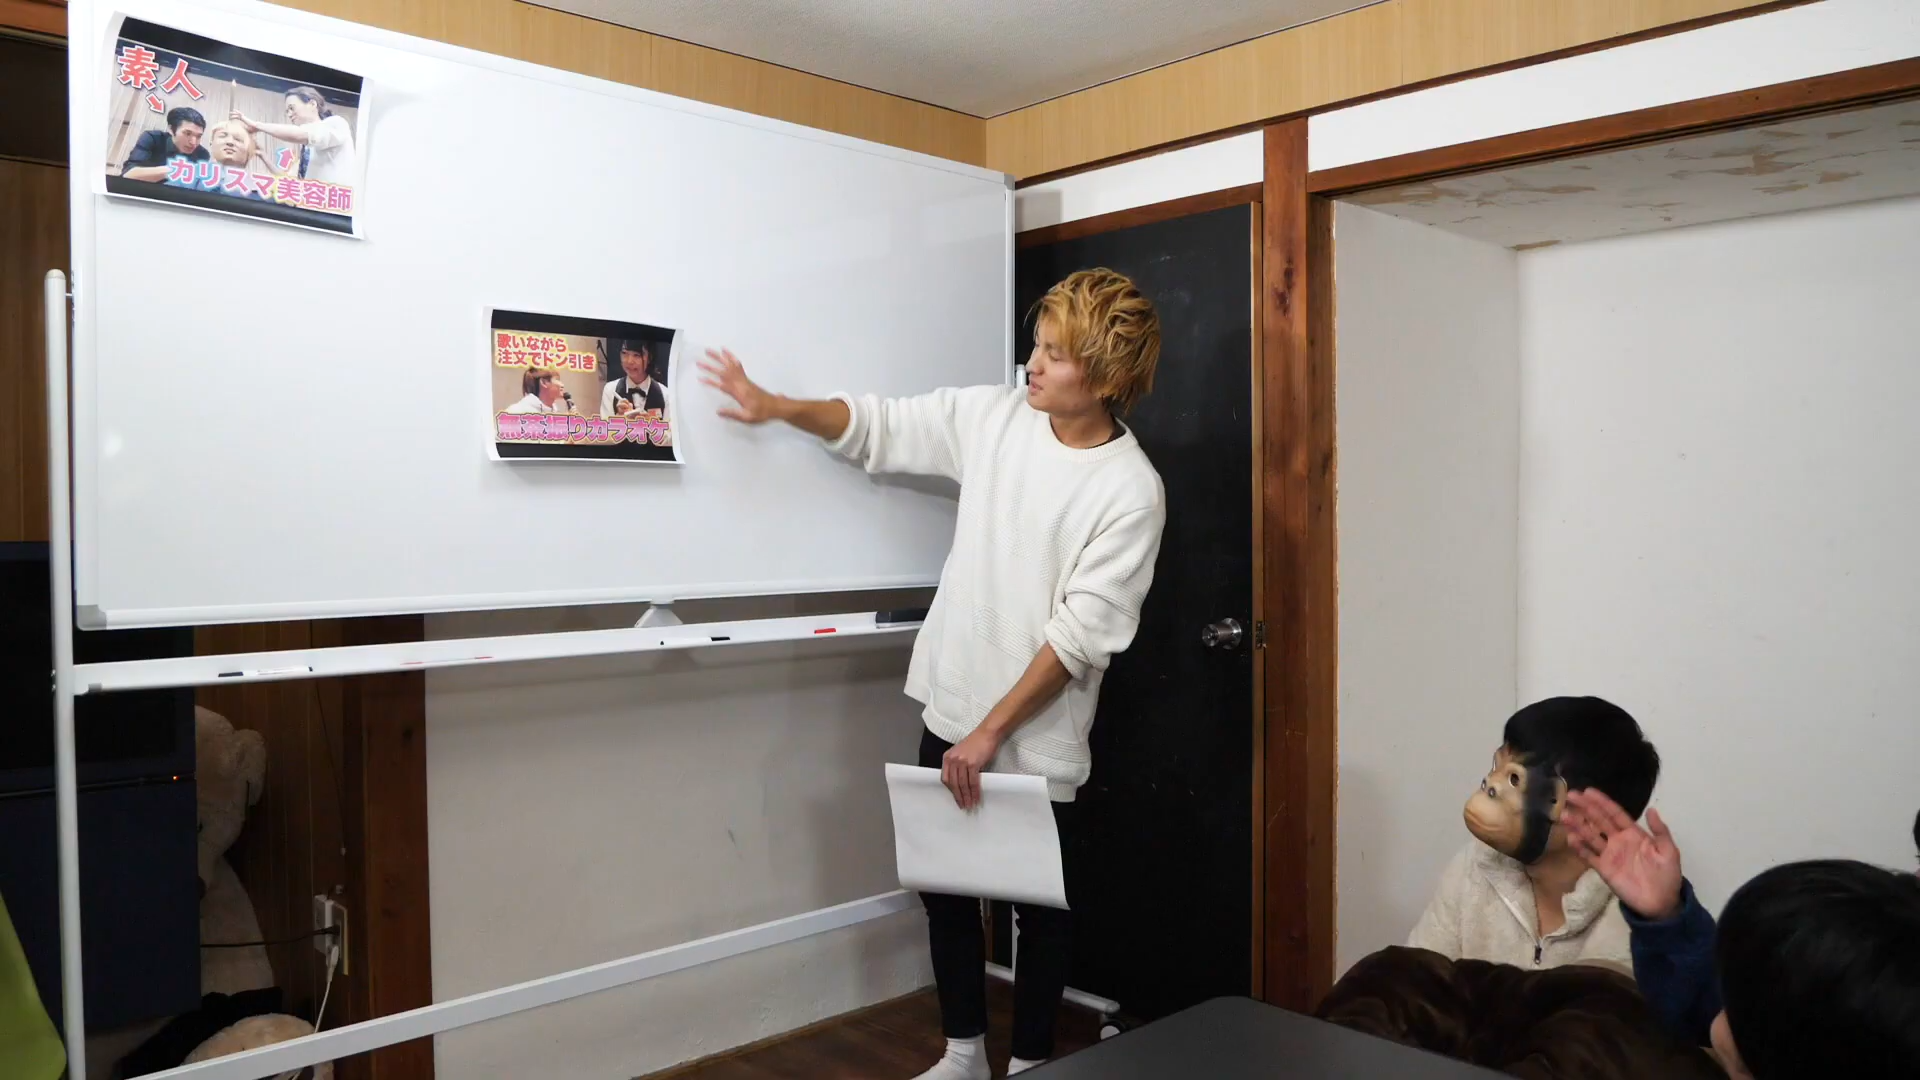 素人
カリスマ美容師
歌いながら
注文でドン引き
無茶振りカラオケ